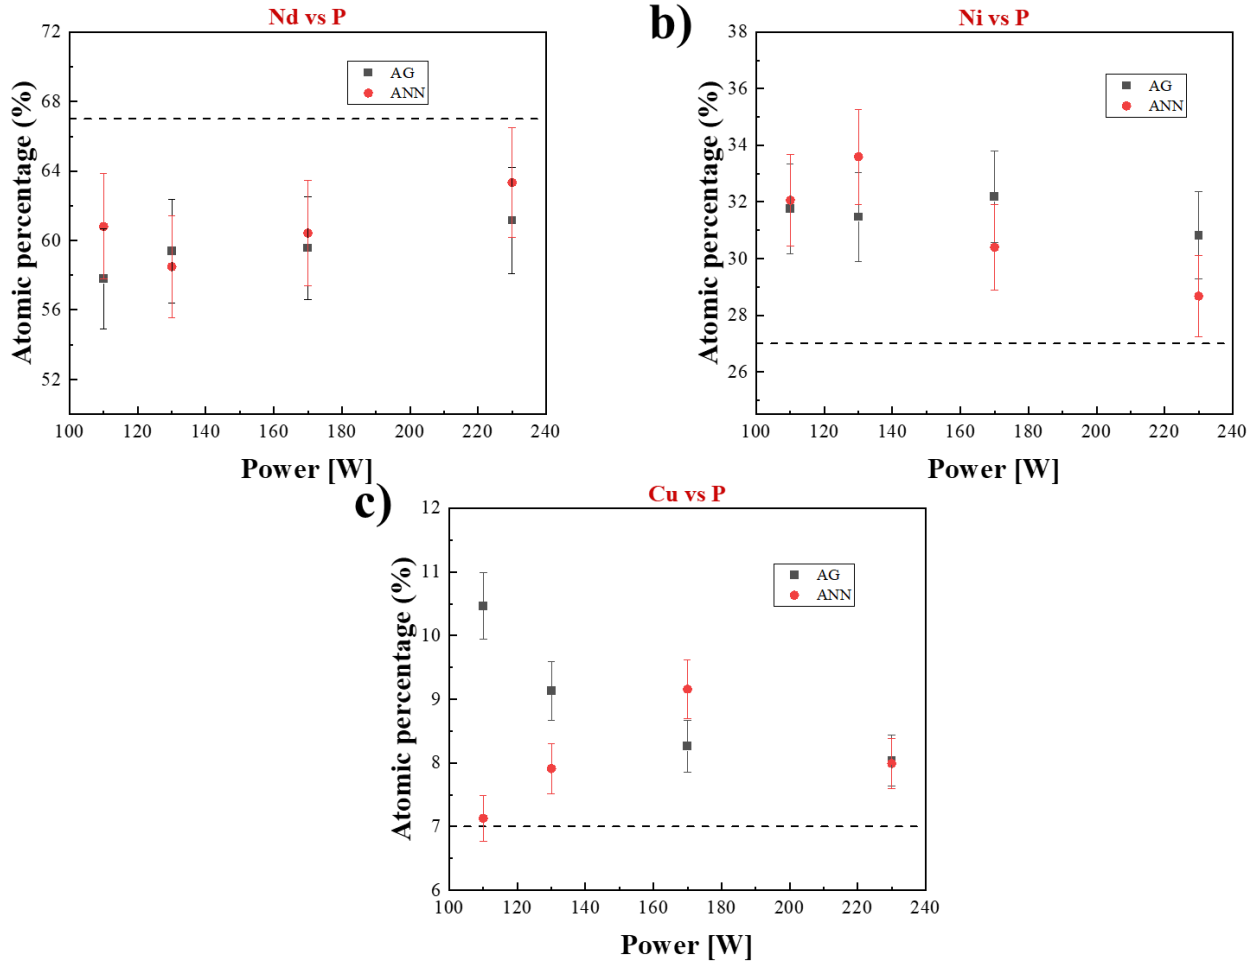 Nd vs P
72
68
64
60
56
52
100 120 140 160 180 200 220 240
Atomic percentage (%)
Power [W]
AG
ANN
b)
Ni vs P
38
36
34
32
30
28
26
100 120 140 160 180 200 220 240
Atomic percentage (%)
Power [W]
AG
ANN
c)
Cu vs P
12
11
10
9
8
7
6
100 120 140 160 180 200 220 240
Atomic percentage (%)
Power [W]
AG
ANN